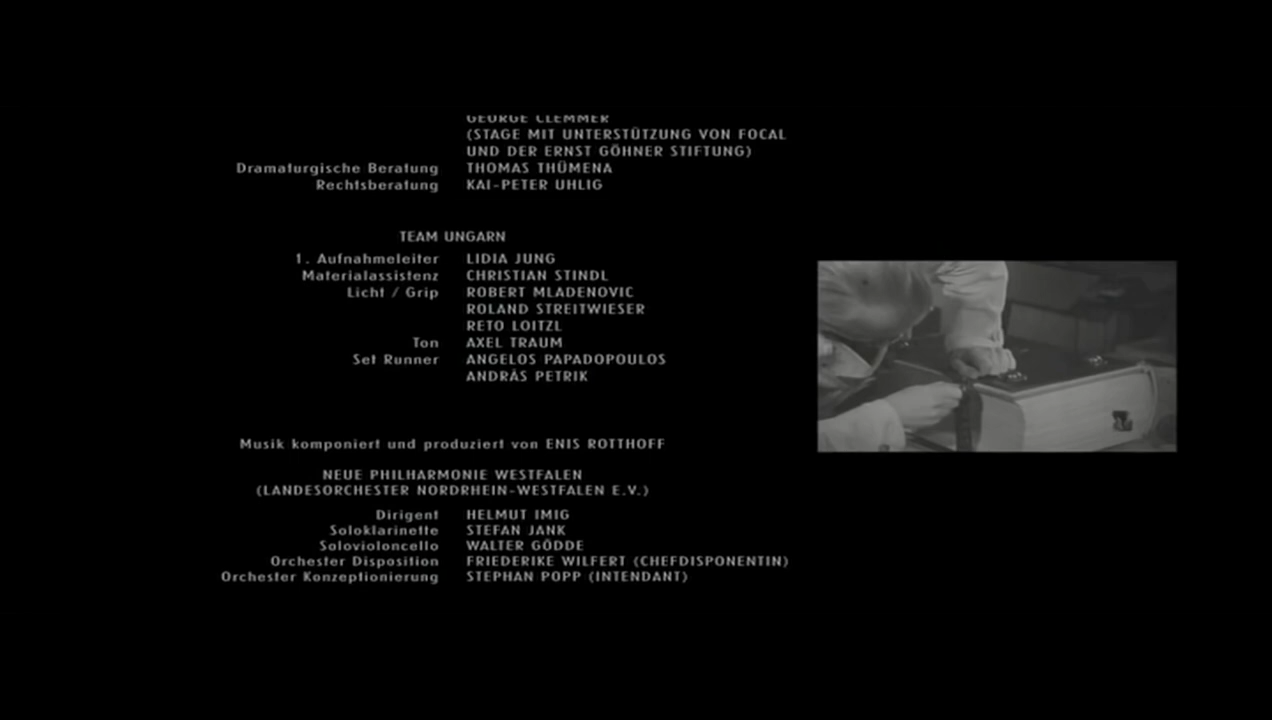 GEORGE CLEMMER
(STAGE MIT UNTERSTÜTZUNG VON FOCAL
UND DER ERNST GÖHNER STIFTUNG)
Dramaturgische Beratung THOMAS THÜMENA
Rechtsberatung KAI-PETER UHLIG
TEAM UNGARN
1. Aufnahmeleiter LIDIA JUNG
Materialassistenz CHRISTIAN STINDL
Licht / Grip ROBERT MLADENOVIC
ROLAND STREITWIESER
RETO LOITZL
Ton AXEL TRAUM
Set Runner ANGELOS PAPADOPOULOS
ANDRÁS PETRIK
Musik komponiert und produziert von ENIS ROTTHOFF
NEUE PHILHARMONIE WESTFALEN
(LANDESORCHESTER NORDRHEIN-WESTFALEN E.V.)
Dirigent HELMUT IMIG
Soloklarinette STEFAN JANK
Solovioloncello WALTER GÖDDE
Orchester Disposition FRIEDERIKE WILFERT (CHEFDISPONENTIN)
Orchester Konzeptionierung STEPHAN POPP (INTENDANT)